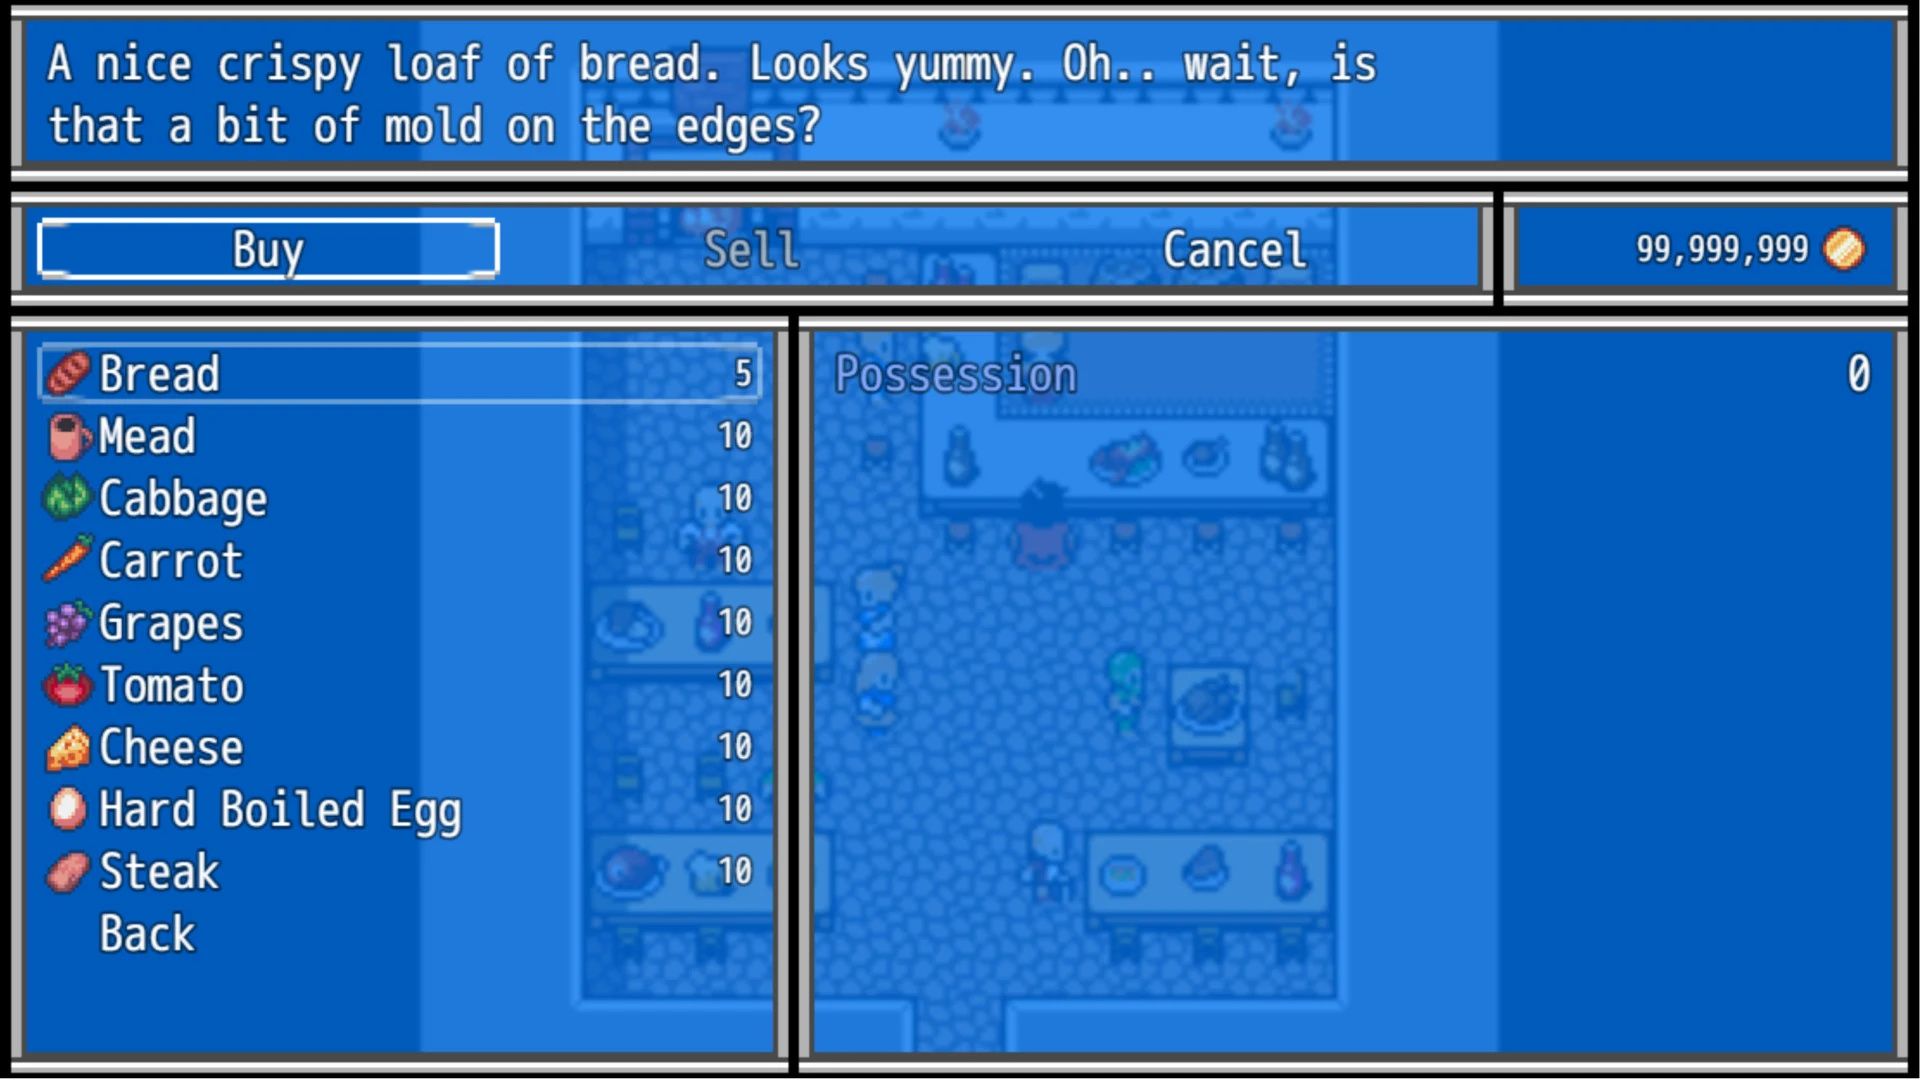 A nice crispy loaf of bread. Looks yummy. Oh.. wait, is
that a bit of mold on the edges?
Buy Sell Cancel 99,999,999
Bread 5
Mead 10
Cabbage 10
Carrot 10
Grapes 10
Tomato 10
Cheese 10
Hard Boiled Egg 10
Steak 10
Back
Possession 0